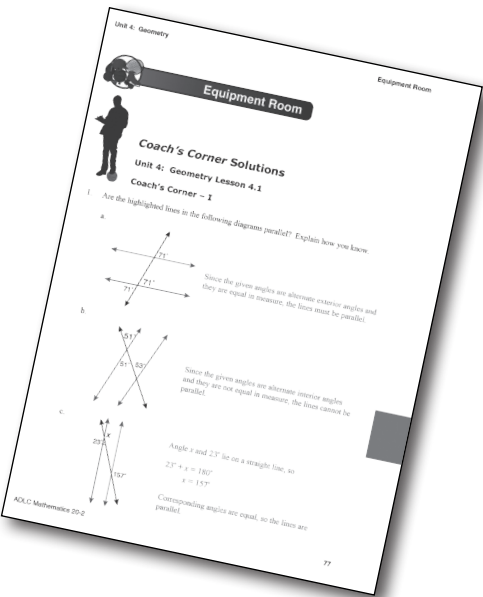 Unit 4: Geometry
Equipment Room
Equipment Room
Coach's Corner Solutions
Unit 4: Geometry Lesson 4.1
Coach's Corner – 1
1. Are the highlighted lines in the following diagrams parallel? Explain how you know.
a.
71°
71°
71°
Since the given angles are alternate exterior angles and
they are equal in measure, the lines must be parallel.
b.
51°
51°
53°
Since the given angles are alternate interior angles
and they are not equal in measure, the lines cannot be
parallel.
c.
23°
x
157°
Angle x and 23° lie on a straight line, so
23° + x = 180°
x = 157°
Corresponding angles are equal, so the lines are
parallel.
ADLC Mathematics 20-2
77